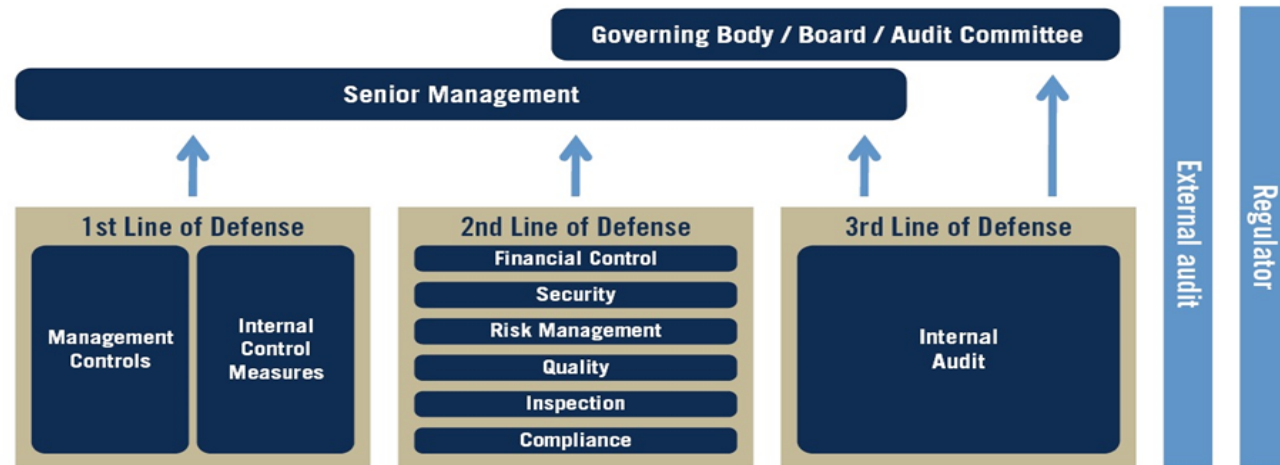 Governing Body / Board / Audit Committee
Senior Management
1st Line of Defense
Management
Controls
Internal
Control
Measures
2nd Line of Defense
Financial Control
Security
Risk Management
Quality
Inspection
Compliance
3rd Line of Defense
Internal
Audit
External audit
Regulator